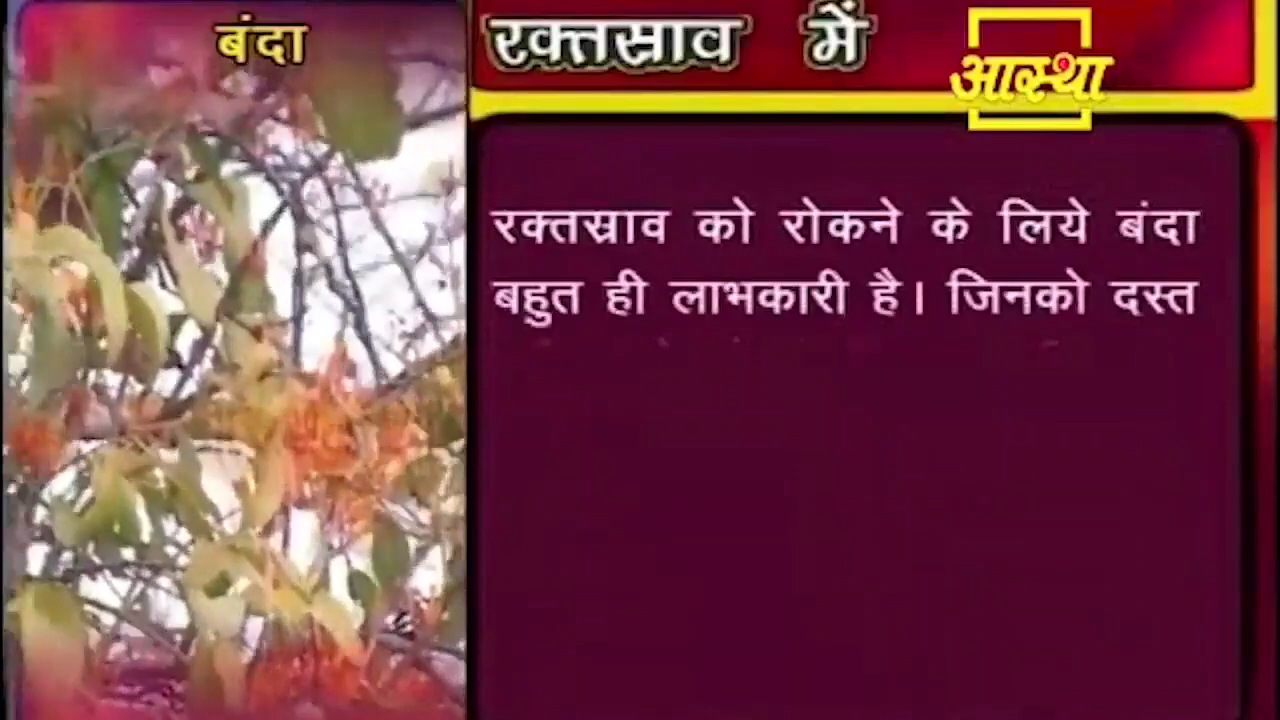 बंदा
रक्तस्राव में
आस्था
रक्तस्राव को रोकने के लिये बंदा
बहुत ही लाभकारी है। जिनको दस्त